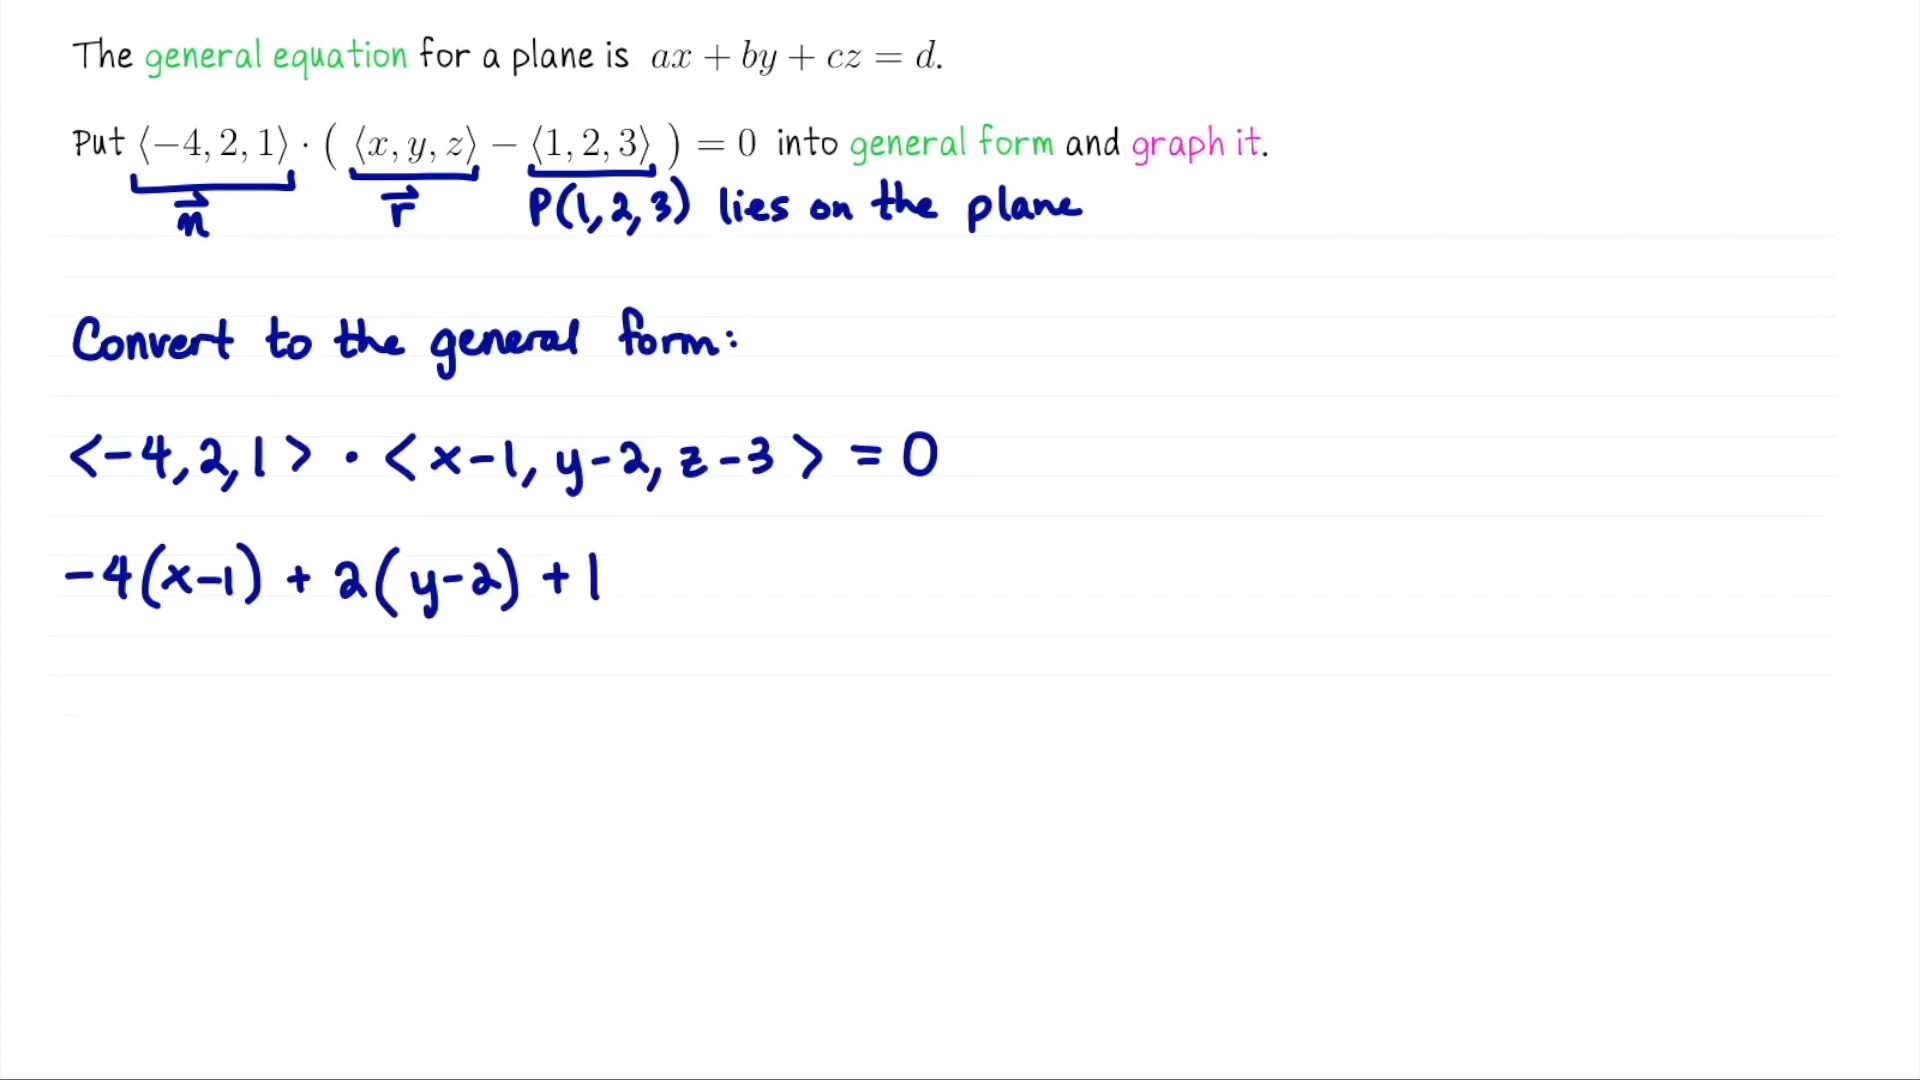 The general equation for a plane is ax + by + cz = d.
Put ⟨−4, 2, 1⟩ · ( ⟨x, y, z⟩ − ⟨1, 2, 3⟩ ) = 0 into general form and graph it.
n⃗ r⃗ P(1,2,3) lies on the plane
Convert to the general form:
<-4,2,1> · <x-1, y-2, z-3> = 0
-4(x-1) + 2(y-2) + 1